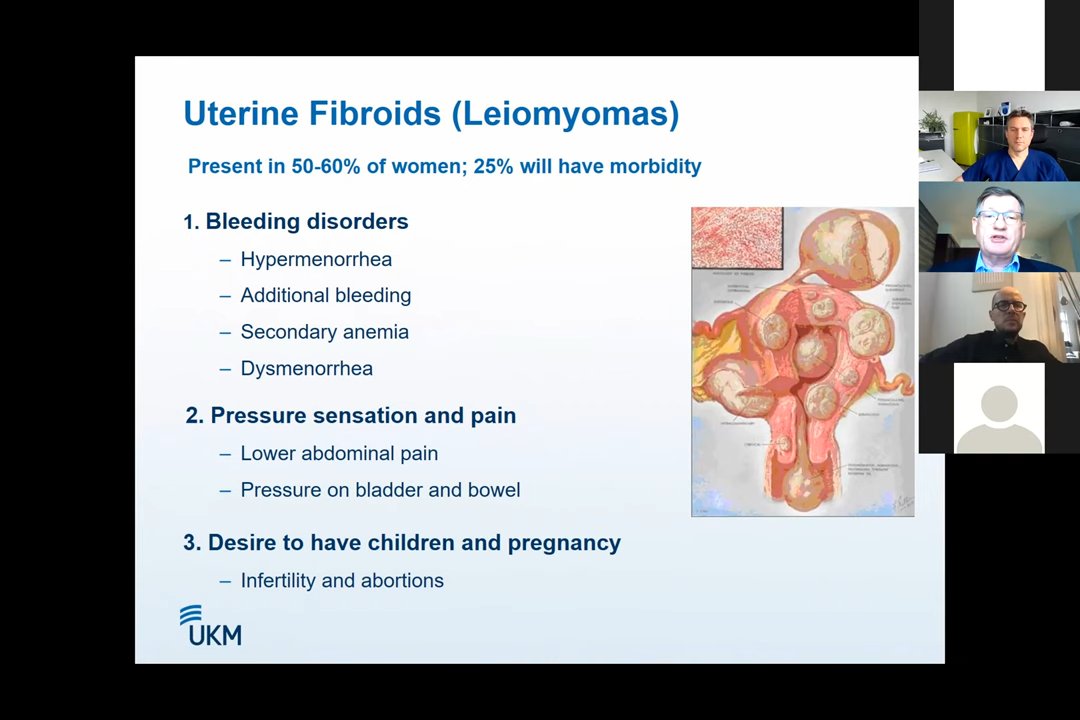 Uterine Fibroids (Leiomyomas)
Present in 50-60% of women; 25% will have morbidity
1. Bleeding disorders
– Hypermenorrhea
– Additional bleeding
– Secondary anemia
– Dysmenorrhea
2. Pressure sensation and pain
– Lower abdominal pain
– Pressure on bladder and bowel
3. Desire to have children and pregnancy
– Infertility and abortions
UKM